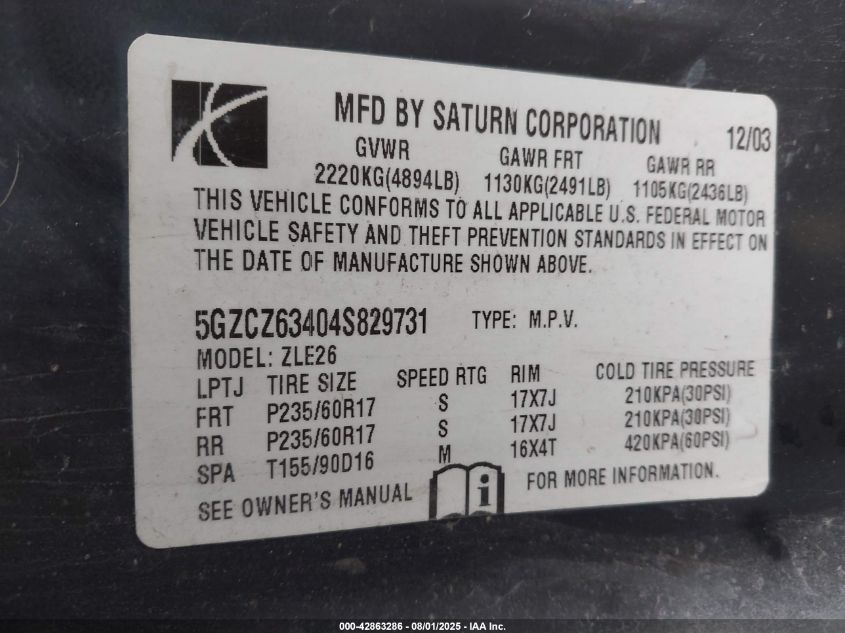 MFD BY SATURN CORPORATION 12/03
GVWR GAWR FRT GAWR RR
2220KG(4894LB) 1130KG(2491LB) 1105KG(2436LB)
THIS VEHICLE CONFORMS TO ALL APPLICABLE U.S. FEDERAL MOTOR
VEHICLE SAFETY AND THEFT PREVENTION STANDARDS IN EFFECT ON
THE DATE OF MANUFACTURE SHOWN ABOVE.
5GZCZ63404S829731 TYPE: M.P.V.
MODEL: ZLE26
LPTJ TIRE SIZE SPEED RTG RIM COLD TIRE PRESSURE
FRT P235/60R17 S 17X7J 210KPA(30PSI)
RR P235/60R17 S 17X7J 210KPA(30PSI)
SPA T155/90D16 M 16X4T 420KPA(60PSI)
SEE OWNER'S MANUAL i FOR MORE INFORMATION.
000-42863286 - 08/01/2025 - IAA Inc.